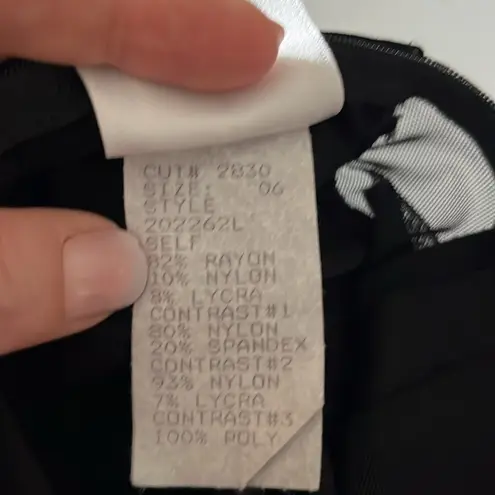 CUT# 2830
SIZE: 06
STYLE
202262L
SELF
82% RAYON
10% NYLON
8% LYCRA
CONTRAST#1
80% NYLON
20% SPANDEX
CONTRAST#2
93% NYLON
7% LYCRA
CONTRAST#3
100% POLY